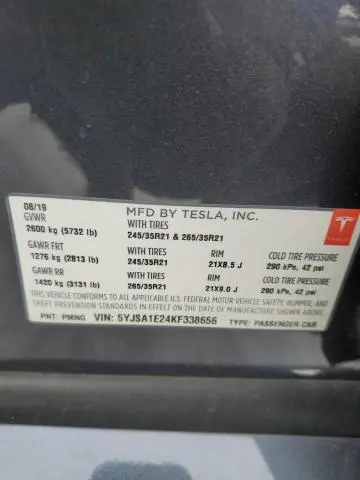 08/19
MFD BY TESLA, INC.
GVWR
2600 kg (5732 lb)
WITH TIRES
245/35R21 & 265/35R21
GAWR FRT
1276 kg (2813 lb)
WITH TIRES
245/35R21
RIM
21X8.5 J
COLD TIRE PRESSURE
290 kPs, 42 psi
GAWR RR
1420 kg (3131 lb)
WITH TIRES
265/35R21
RIM
21X9.0 J
COLD TIRE PRESSURE
290 kPs, 42 psi
THIS VEHICLE CONFORMS TO ALL APPLICABLE U.S. FEDERAL MOTOR VEHICLE SAFETY, BUMPER, AND
THEFT PREVENTION STANDARDS IN EFFECT ON THE DATE OF MANUFACTURE SHOWN ABOVE.
PNT: PMNG VIN: 5YJSA1E24KF338656 TYPE: PASSENGER CAR
TESLA